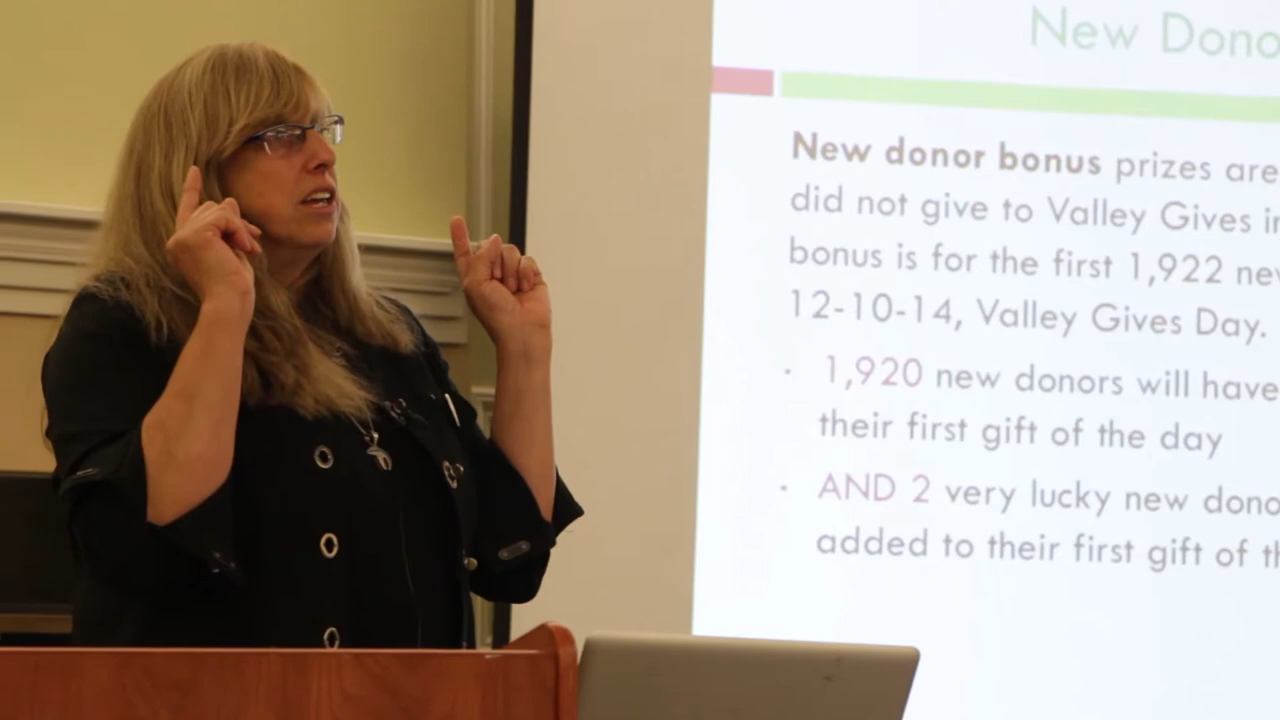 New Dono
New donor bonus prizes are
did not give to Valley Gives in
bonus is for the first 1,922 new
12-10-14, Valley Gives Day.
• 1,920 new donors will have
their first gift of the day
• AND 2 very lucky new dono
added to their first gift of th